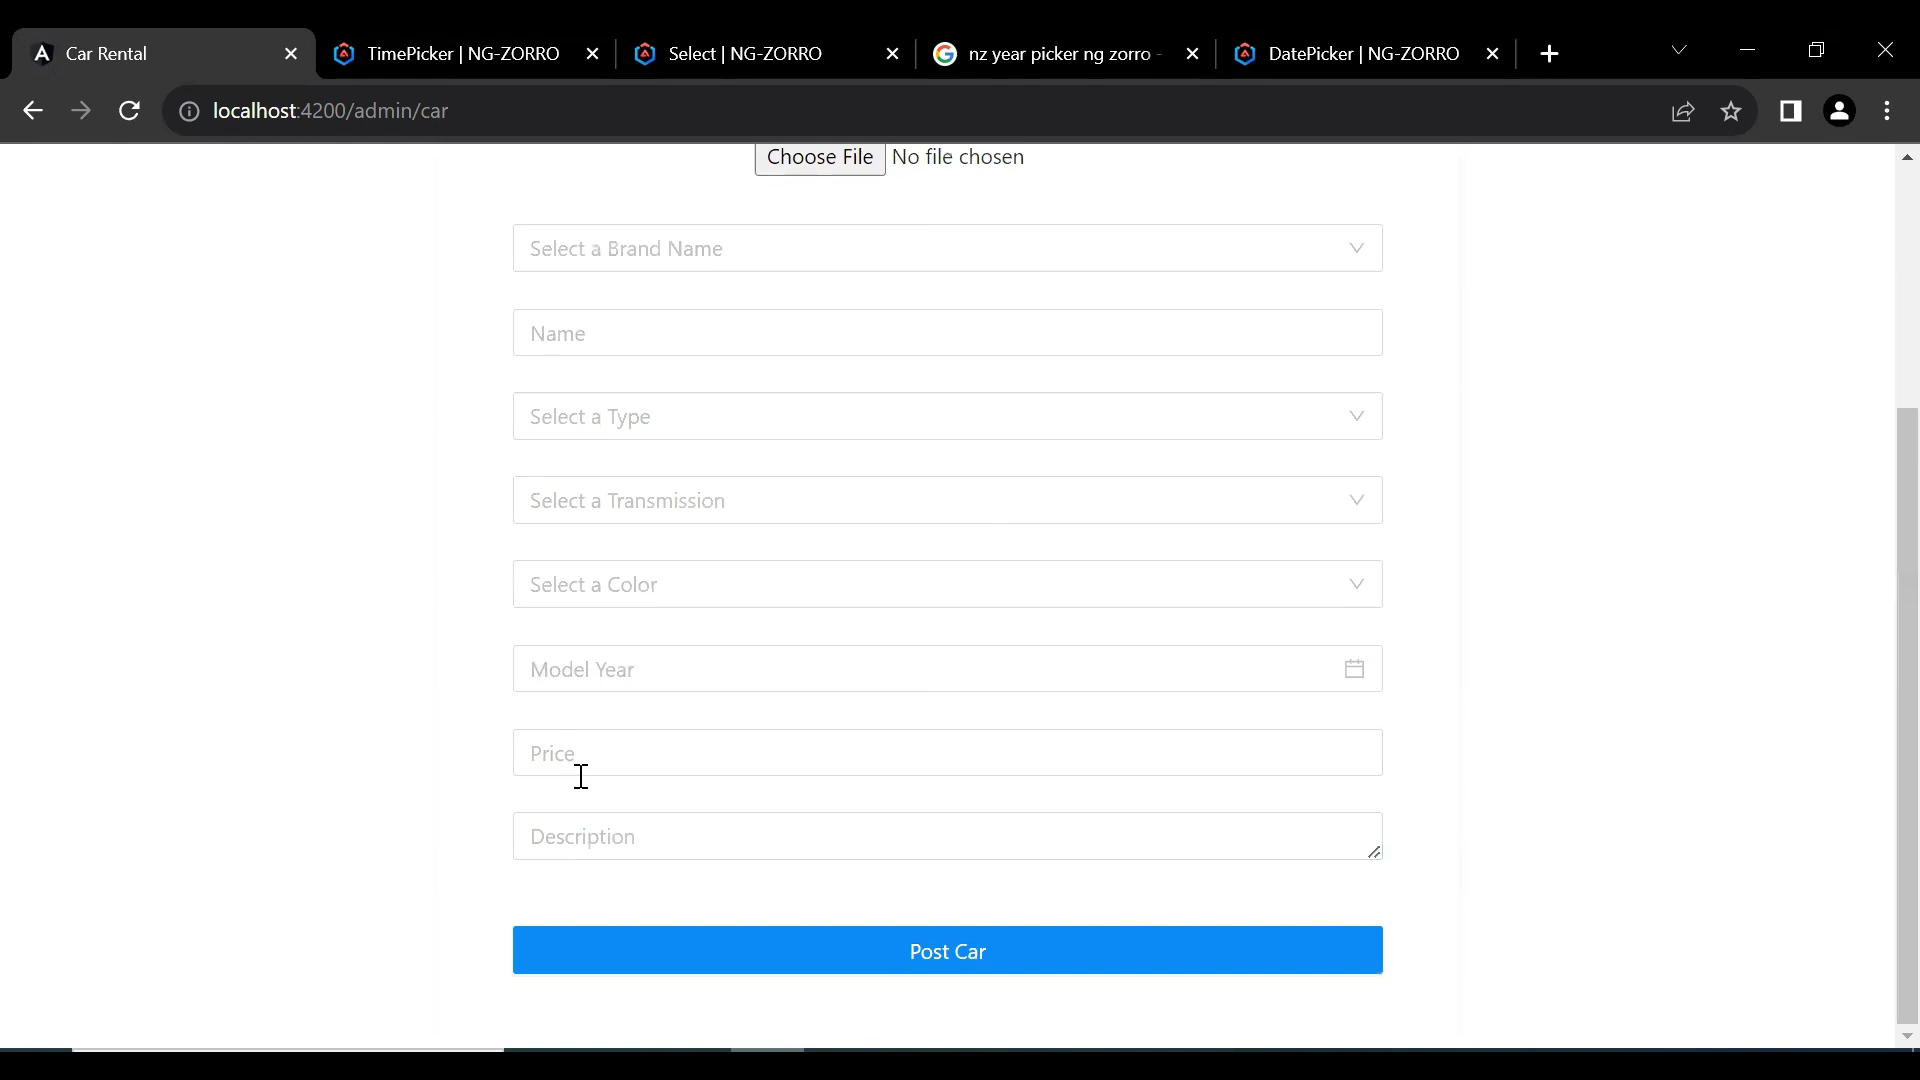 Car Rental
TimePicker | NG-ZORRO
Select | NG-ZORRO
nz year picker ng zorro -
DatePicker | NG-ZORRO
localhost:4200/admin/car
Choose File No file chosen
Select a Brand Name
Name
Select a Type
Select a Transmission
Select a Color
Model Year
Price
Description
Post Car